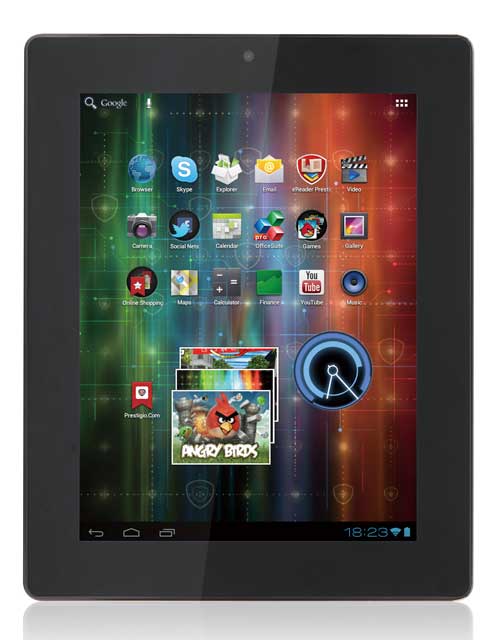 Google
Browser
Skype
Explorer
Email
eReader Prest
Video
Camera
Social Nets
Calendar
OfficeSuite
Games
Gallery
Online Shopping
Maps
Calculator
Finance
YouTube
Music
Prestigio.Com
ANGRY BIRDS
18:23